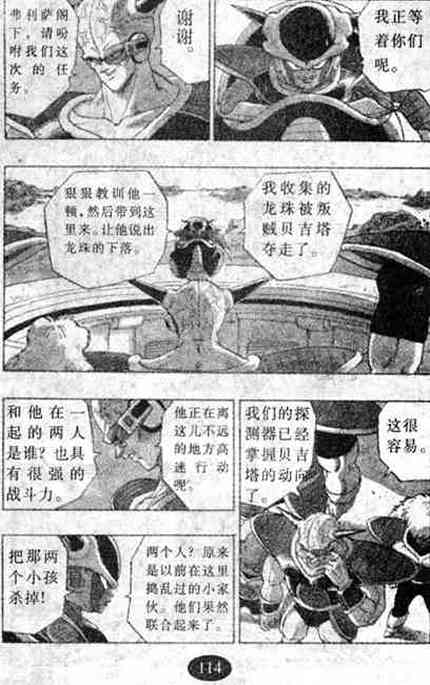 我正等
着你们
呢。
谢
谢。
弗利萨阁
下，请吩
咐我们这
次的任
务。
我收集的
龙珠被叛
贼贝吉塔
夺走了。
狠狠教训他一
顿，然后带到这
里来。让他说出
龙珠的下落。
这很
容易。
我们的探
测器已经
掌握贝吉
塔的动向
了。
他正在离
这儿不远
的地方高
速行动
呢。
和他在一
起的两人
是谁？也具
有很强的
战斗力。
两个人？原来
是以前在这里
捣乱过的小家
伙。他们果然
联合起来了。
把那两
个小孩
杀掉！
114